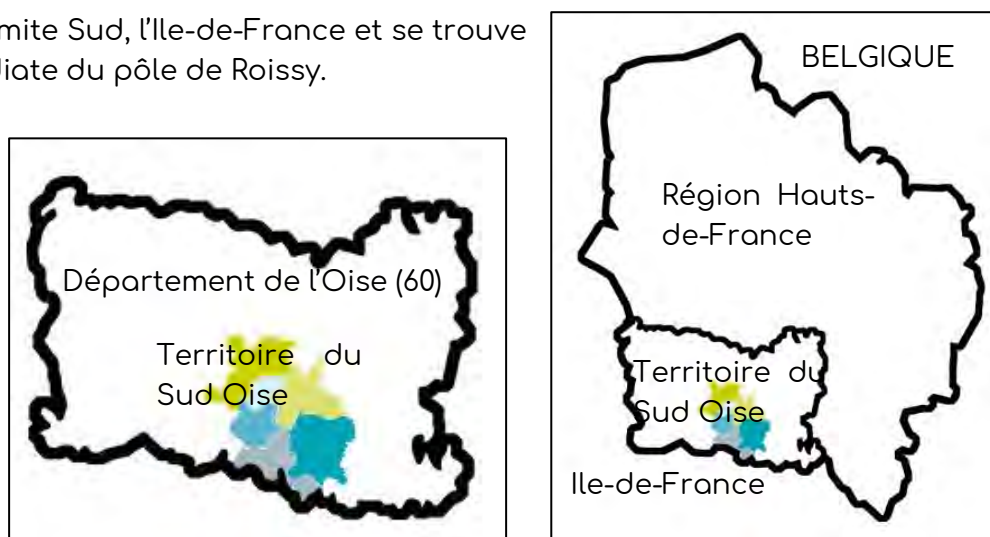 mite Sud, l'Ile-de-France et se trouve
diate du pôle de Roissy.
Département de l'Oise (60)
Territoire du
Sud Oise
BELGIQUE
Région Hauts-
de-France
Territoire du
Sud Oise
Ile-de-France